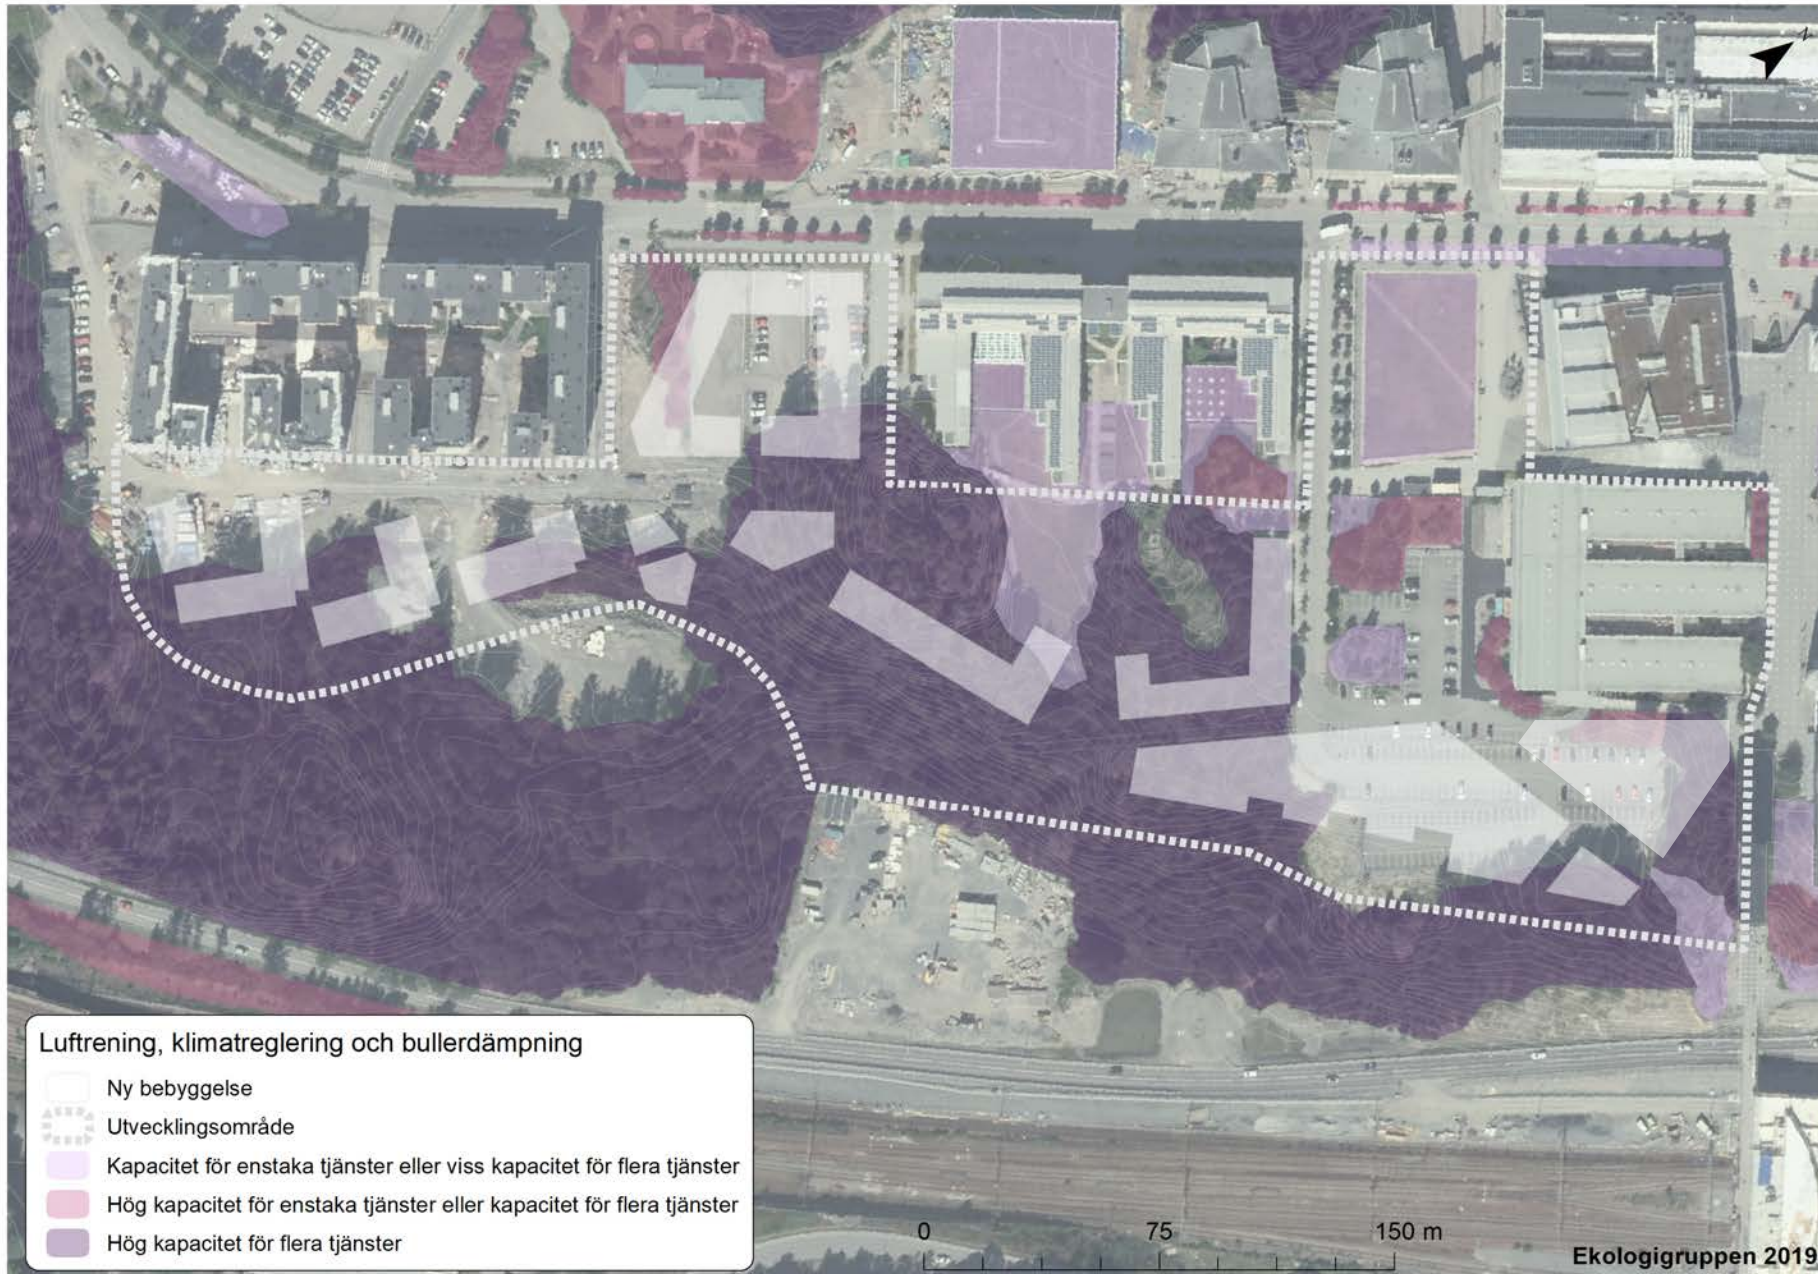 Z
Luftrening, klimatreglering och bullerdämpning
Ny bebyggelse
Utvecklingsområde
Kapacitet för enstaka tjänster eller viss kapacitet för flera tjänster
Hög kapacitet för enstaka tjänster eller kapacitet för flera tjänster
Hög kapacitet för flera tjänster
0 75 150 m
Ekologigruppen 2019